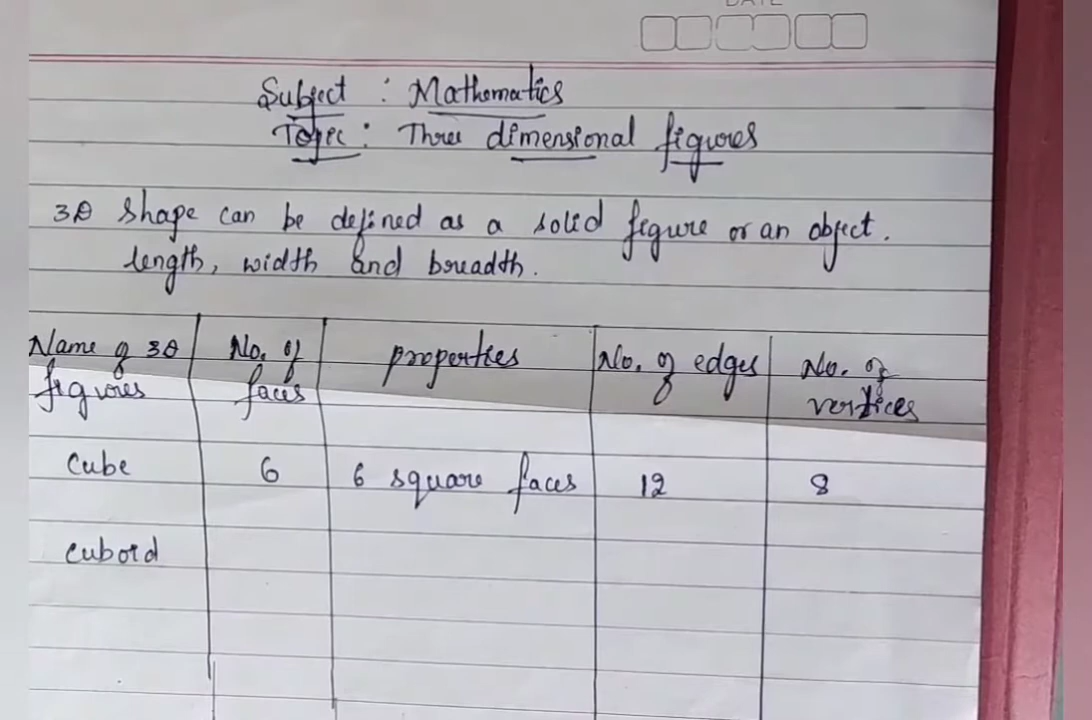 DATE
Subject : Mathematics
Topic : Three dimensional figures
3D shape can be defined as a solid figure or an object.
length, width and breadth.
Name of 3D figures | No. of faces | properties | No. of edges | No. of vertices
Cube | 6 | 6 square faces | 12 | 8
Cuboid